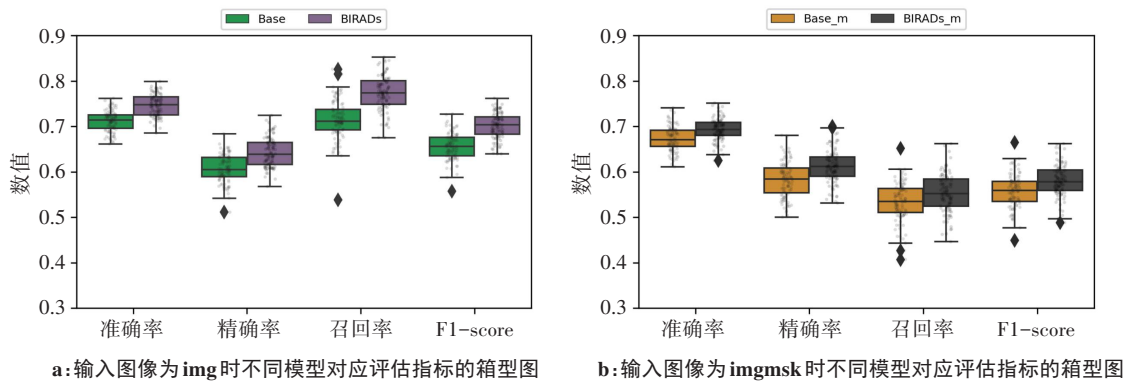 Base BIRADs
0.9
0.8
0.7
0.6
0.5
0.4
0.3
数值
准确率 精确率 召回率 F1-score
a:输入图像为img时不同模型对应评估指标的箱型图
Base_m BIRADs_m
0.9
0.8
0.7
0.6
0.5
0.4
0.3
数值
准确率 精确率 召回率 F1-score
b:输入图像为imgmsk时不同模型对应评估指标的箱型图